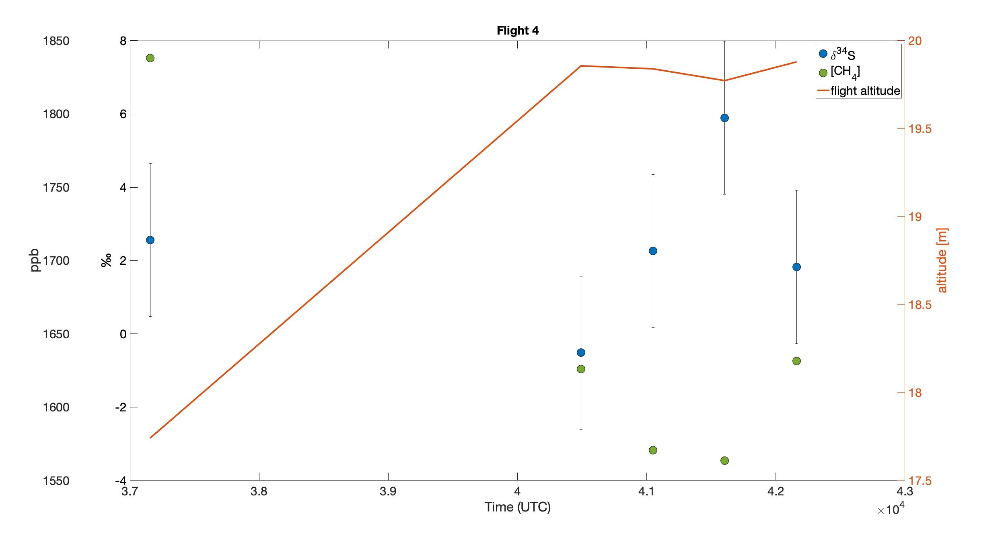 Flight 4
1850
1800
1750
1700
1650
1600
1550
ppb
8
6
4
2
0
-2
-4
‰
20
19.5
19
18.5
18
17.5
altitude [m]
δ³⁴S
[CH₄]
flight altitude
3.7 3.8 3.9 4 4.1 4.2 4.3
Time (UTC)
×10⁴